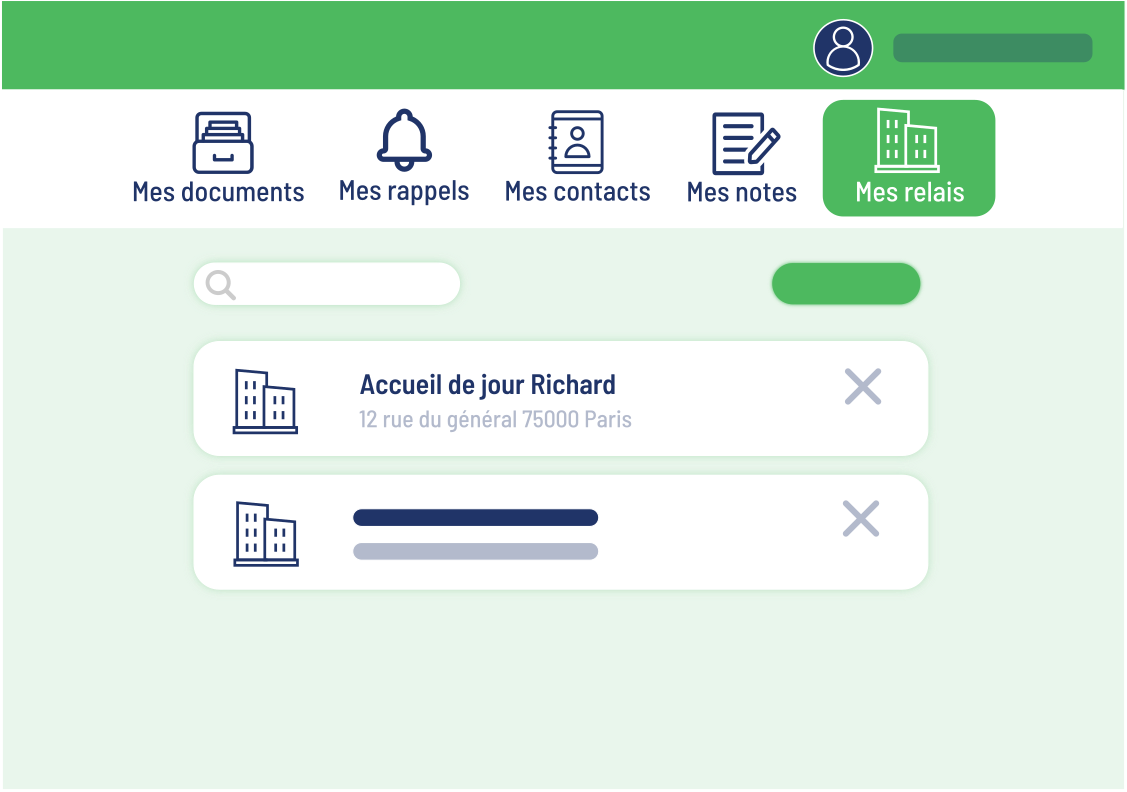 Mes documents
Mes rappels
Mes contacts
Mes notes
Mes relais
Accueil de jour Richard
12 rue du général 75000 Paris